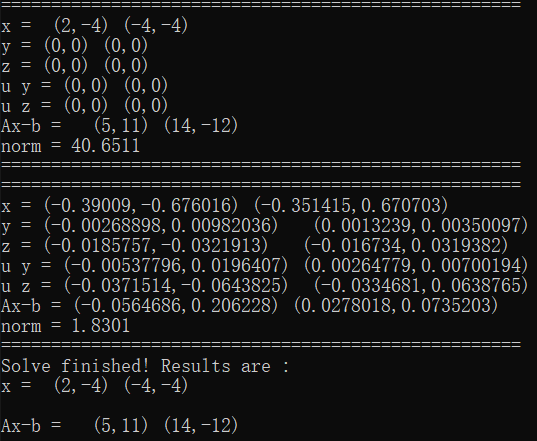 ====================================================
x =  (2,-4) (-4,-4)
y = (0,0) (0,0)
z = (0,0) (0,0)
u y = (0,0) (0,0)
u z = (0,0) (0,0)
Ax-b =   (5,11) (14,-12)
norm = 40.6511
====================================================
====================================================
x = (-0.39009,-0.676016) (-0.351415,0.670703)
y = (-0.00268898,0.00982036)   (0.0013239,0.00350097)
z = (-0.0185757,-0.0321913)   (-0.016734,0.0319382)
u y = (-0.00537796,0.0196407) (0.00264779,0.00700194)
u z = (-0.0371514,-0.0643825)  (-0.0334681,0.0638765)
Ax-b = (-0.0564686,0.206228) (0.0278018,0.0735203)
norm = 1.8301
====================================================
Solve finished! Results are :
x =  (2,-4) (-4,-4)
Ax-b =   (5,11) (14,-12)